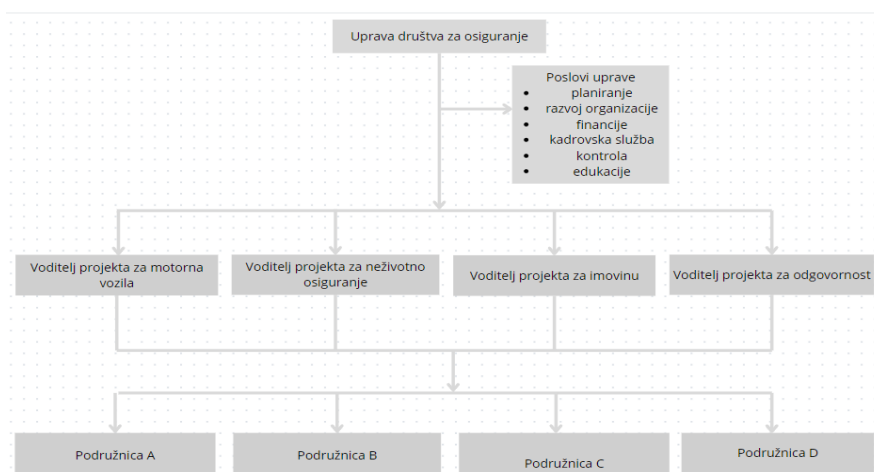 Uprava društva za osiguranje
Poslovi uprave
• planiranje
• razvoj organizacije
• financije
• kadrovska služba
• kontrola
• edukacije
Voditelj projekta za motorna
vozila
Voditelj projekta za neživotno
osiguranje
Voditelj projekta za imovinu
Voditelj projekta za odgovornost
Podružnica A
Podružnica B
Podružnica C
Podružnica D